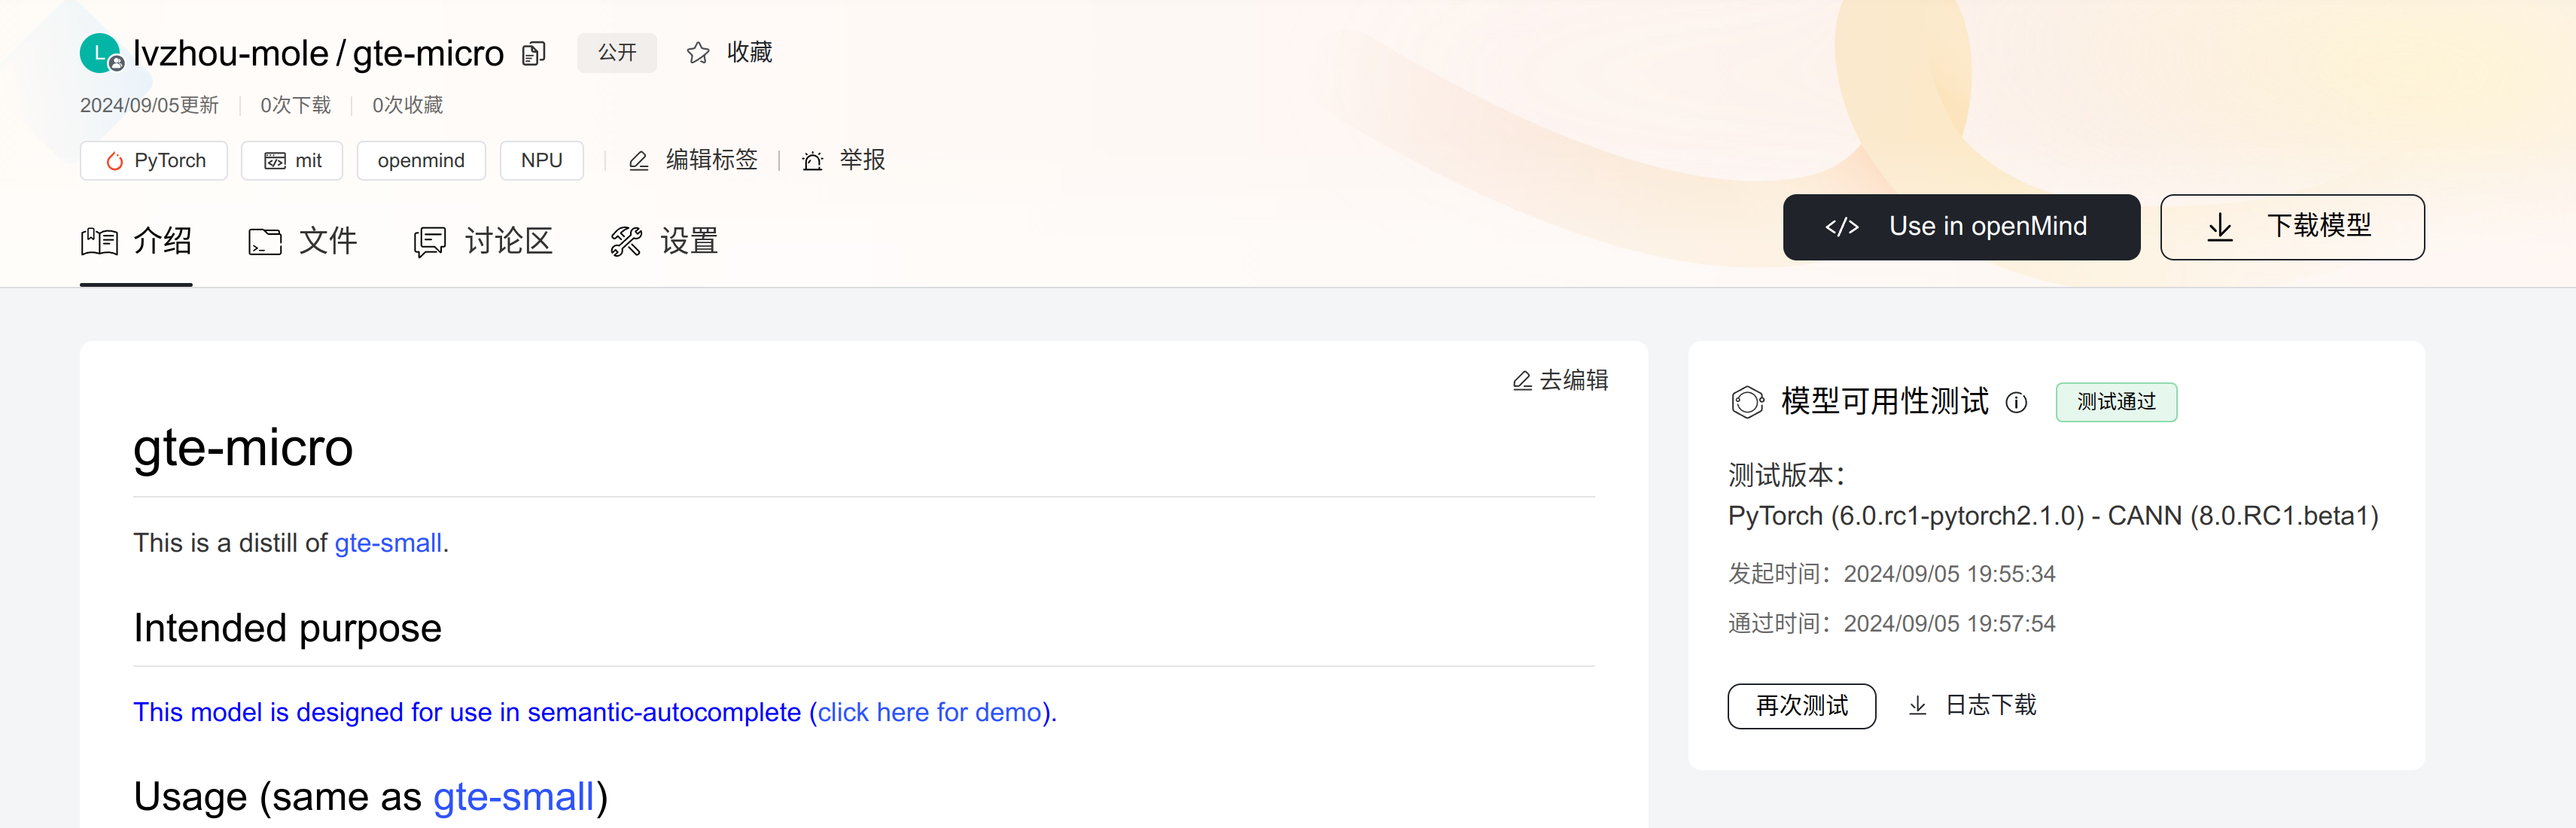 L lvzhou-mole / gte-micro 公开 收藏
2024/09/05更新 0次下载 0次收藏
PyTorch mit openmind NPU 编辑标签 举报
介绍 文件 讨论区 设置
Use in openMind 下载模型
去编辑
gte-micro
This is a distill of gte-small.
Intended purpose
This model is designed for use in semantic-autocomplete (click here for demo).
Usage (same as gte-small)
模型可用性测试 测试通过
测试版本：
PyTorch (6.0.rc1-pytorch2.1.0) - CANN (8.0.RC1.beta1)
发起时间：2024/09/05 19:55:34
通过时间：2024/09/05 19:57:54
再次测试 日志下载